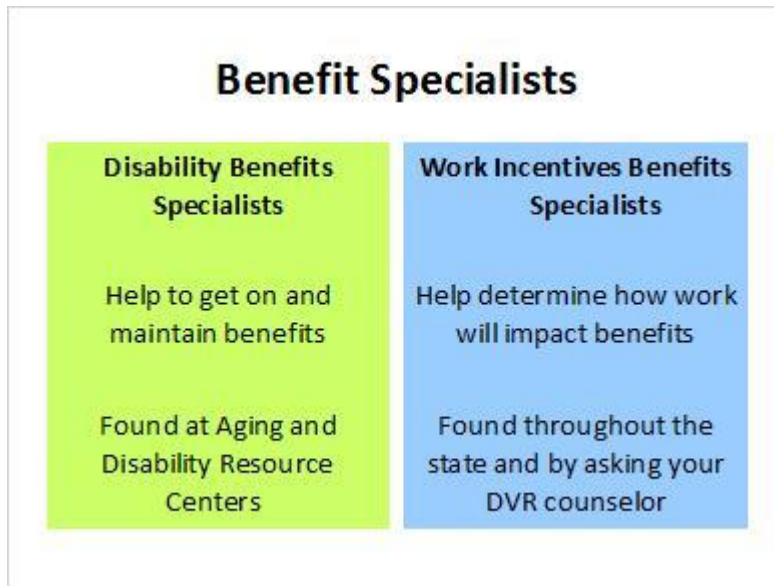 Benefit Specialists
Disability Benefits
Specialists
Help to get on and
maintain benefits
Found at Aging and
Disability Resource
Centers
Work Incentives Benefits
Specialists
Help determine how work
will impact benefits
Found throughout the
state and by asking your
DVR counselor